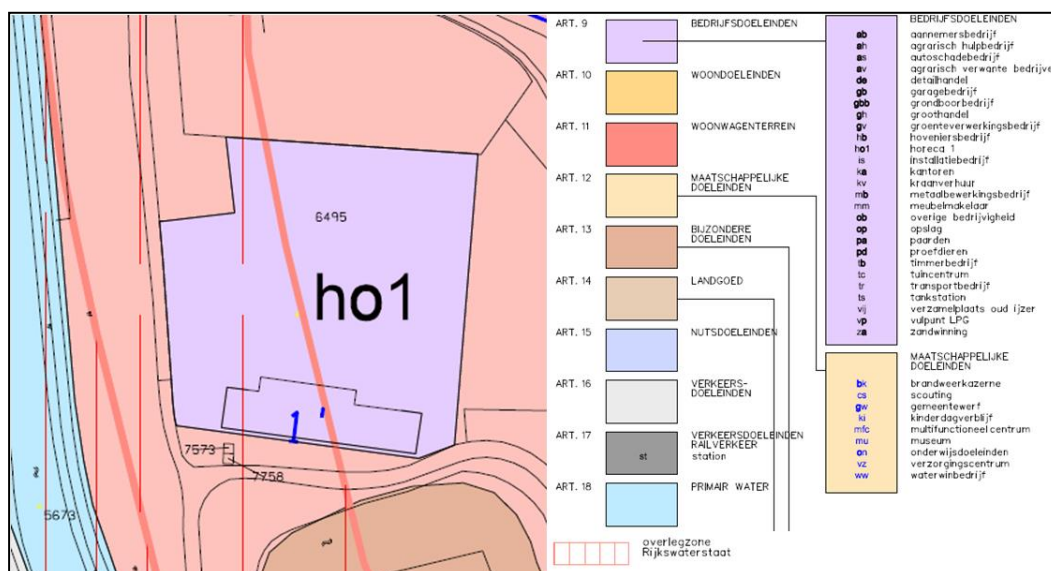 6495
ho1
1'
7573
7758
5673
ART. 9 BEDRIJFSDOELEINDEN
ART. 10 WOONDOELEINDEN
ART. 11 WOONWAGENTERREIN
ART. 12 MAATSCHAPPELIJKE
DOELEINDEN
ART. 13 BIJZONDERE
DOELEINDEN
ART. 14 LANDGOED
ART. 15 NUTSDOELEINDEN
ART. 16 VERKEERS-
DOELEINDEN
ART. 17 VERKEERSDOELEINDEN
RAILVERKEER
st station
ART. 18 PRIMAIR WATER
overlegzone
Rijkswaterstaat
BEDRIJFSDOELEINDEN
ab aannemersbedrijf
ah agrarisch hulpbedrijf
as autoschadebedrijf
av agrarisch verwante bedrijve
de detailhandel
gb garagebedrijf
gbb grondboorbedrijf
gh groothandel
gv groenteverwerkingsbedrijf
hb hoveniersbedrijf
ho1 horeca 1
is installatiebedrijf
ka kantoren
kv kraanverhuur
mb metaalbewerkingsbedrijf
mm meubelmakelaar
ob overige bedrijvigheid
op opslag
pa paarden
pd proefdieren
tb timmerbedrijf
tc tuincentrum
tr transportbedrijf
ts tankstation
vij verzamelplaats oud ijzer
vp vulpunt LPG
za zandwinning
MAATSCHAPPELIJKE
DOELEINDEN
bk brandweerkazerne
cs scouting
gw gemeentewerf
ki kinderdagverblijf
mfc multifunctioneel centrum
mu museum
on onderwijsdoeleinden
vz verzorgingscentrum
ww waterwinbedrijf